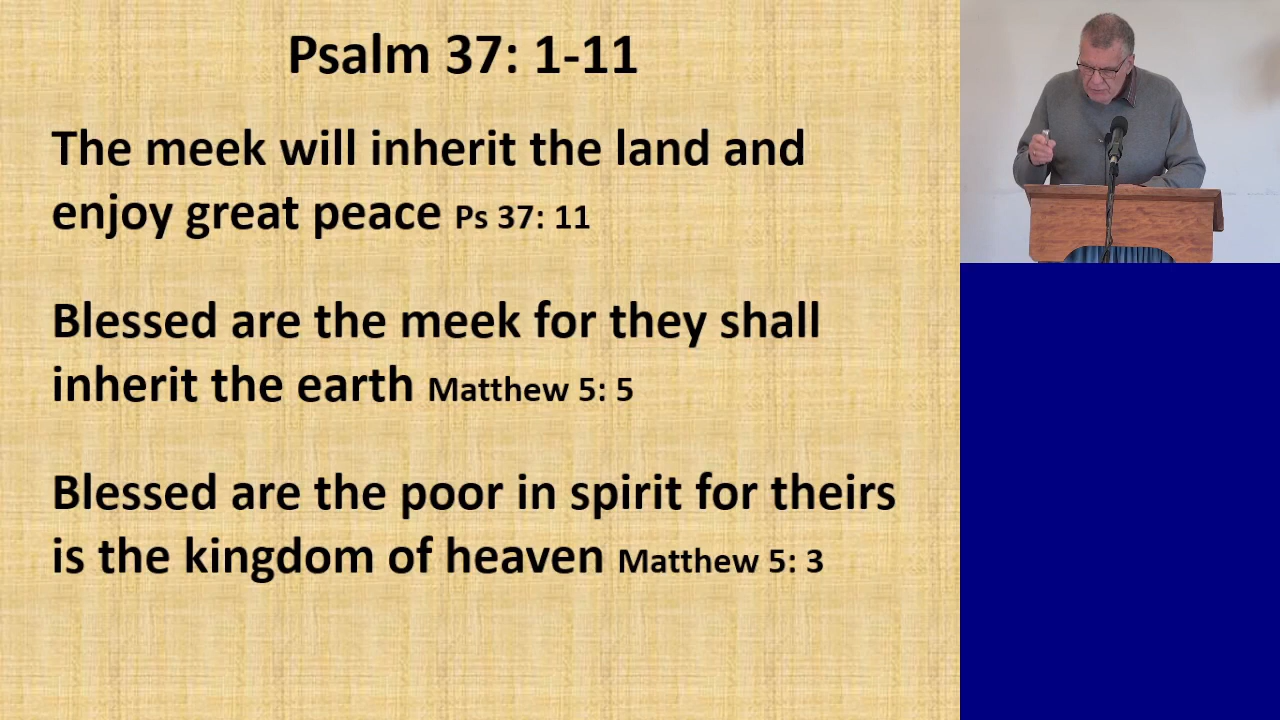 Psalm 37: 1-11
The meek will inherit the land and
enjoy great peace Ps 37: 11
Blessed are the meek for they shall
inherit the earth Matthew 5: 5
Blessed are the poor in spirit for theirs
is the kingdom of heaven Matthew 5: 3